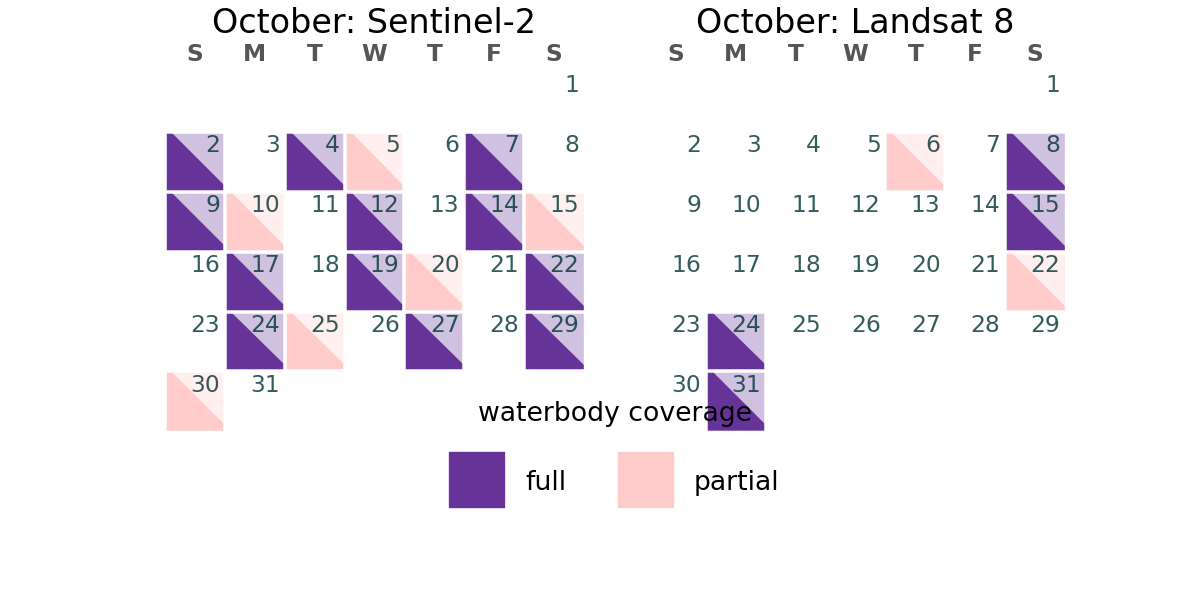 October: Sentinel-2
S M T W T F S
1
2 3 4 5 6 7 8
9 10 11 12 13 14 15
16 17 18 19 20 21 22
23 24 25 26 27 28 29
30 31
October: Landsat 8
S M T W T F S
1
2 3 4 5 6 7 8
9 10 11 12 13 14 15
16 17 18 19 20 21 22
23 24 25 26 27 28 29
30 31
waterbody coverage
full partial